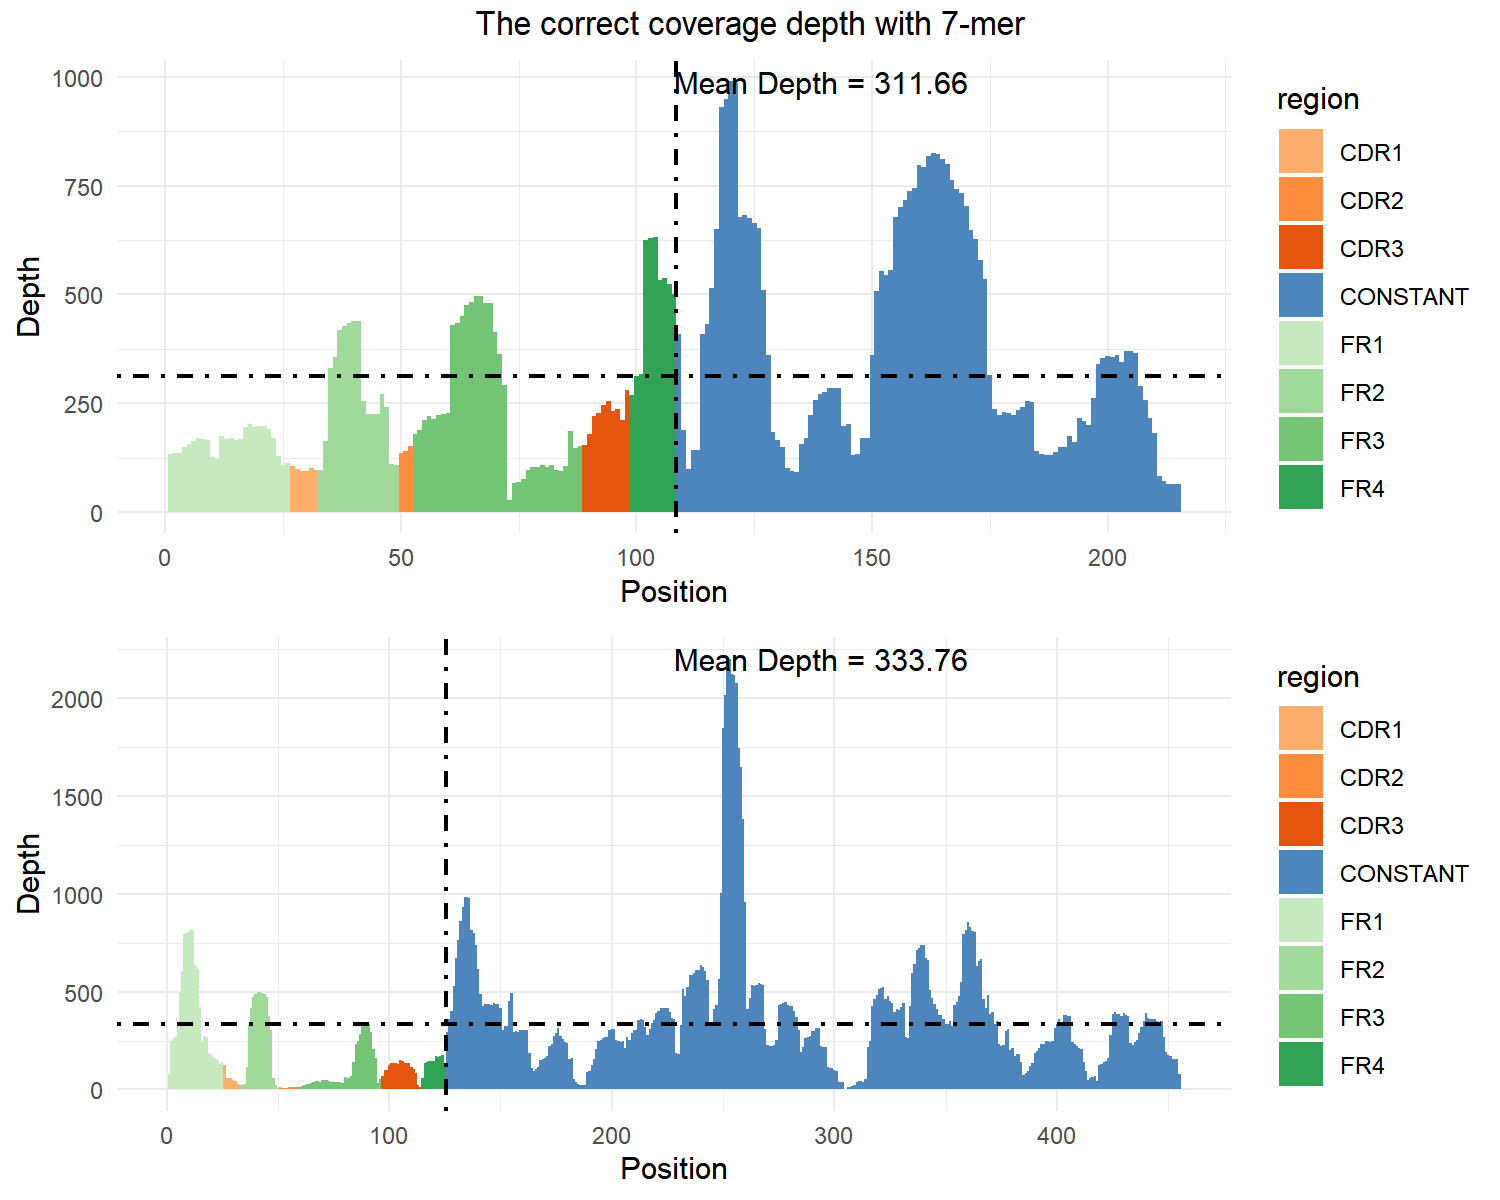 The correct coverage depth with 7-mer
Mean Depth = 311.66
1000
750
500
250
0
Depth
0 50 100 150 200
Position
region
CDR1
CDR2
CDR3
CONSTANT
FR1
FR2
FR3
FR4
Mean Depth = 333.76
2000
1500
1000
500
0
Depth
0 100 200 300 400
Position
region
CDR1
CDR2
CDR3
CONSTANT
FR1
FR2
FR3
FR4